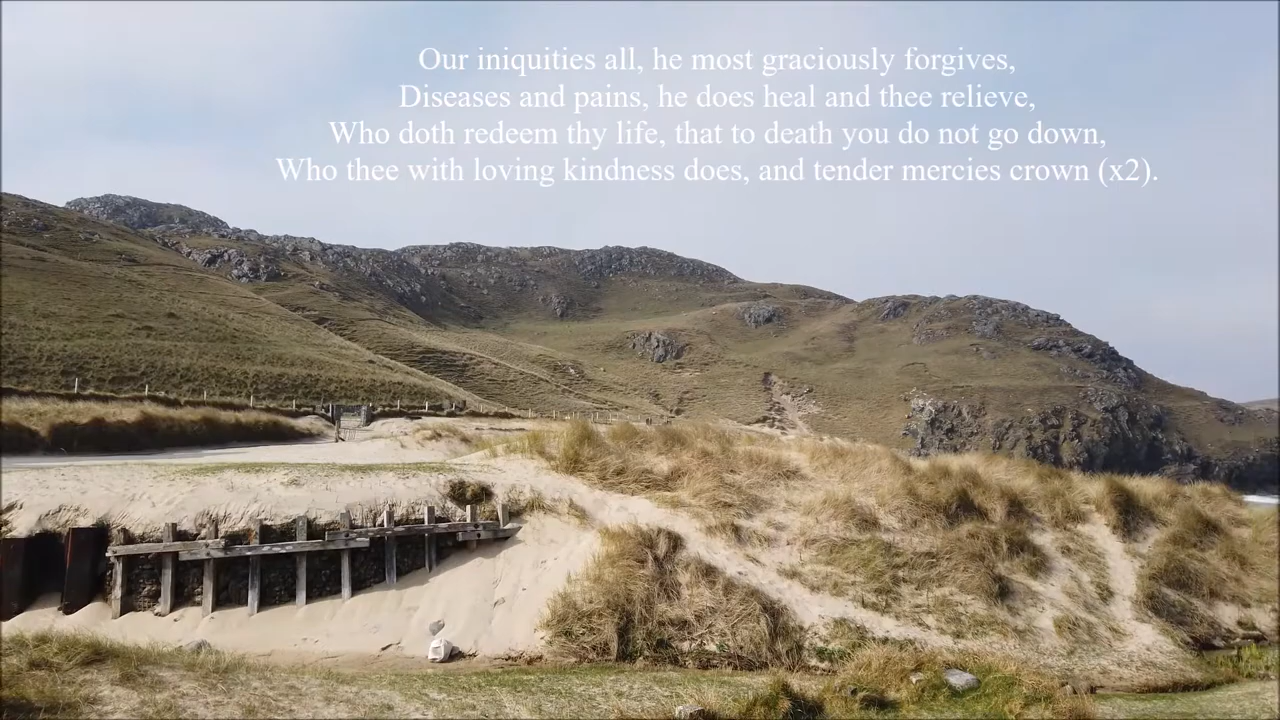 Our iniquities all, he most graciously forgives,
Diseases and pains, he does heal and thee relieve,
Who doth redeem thy life, that to death you do not go down,
Who thee with loving kindness does, and tender mercies crown (x2).